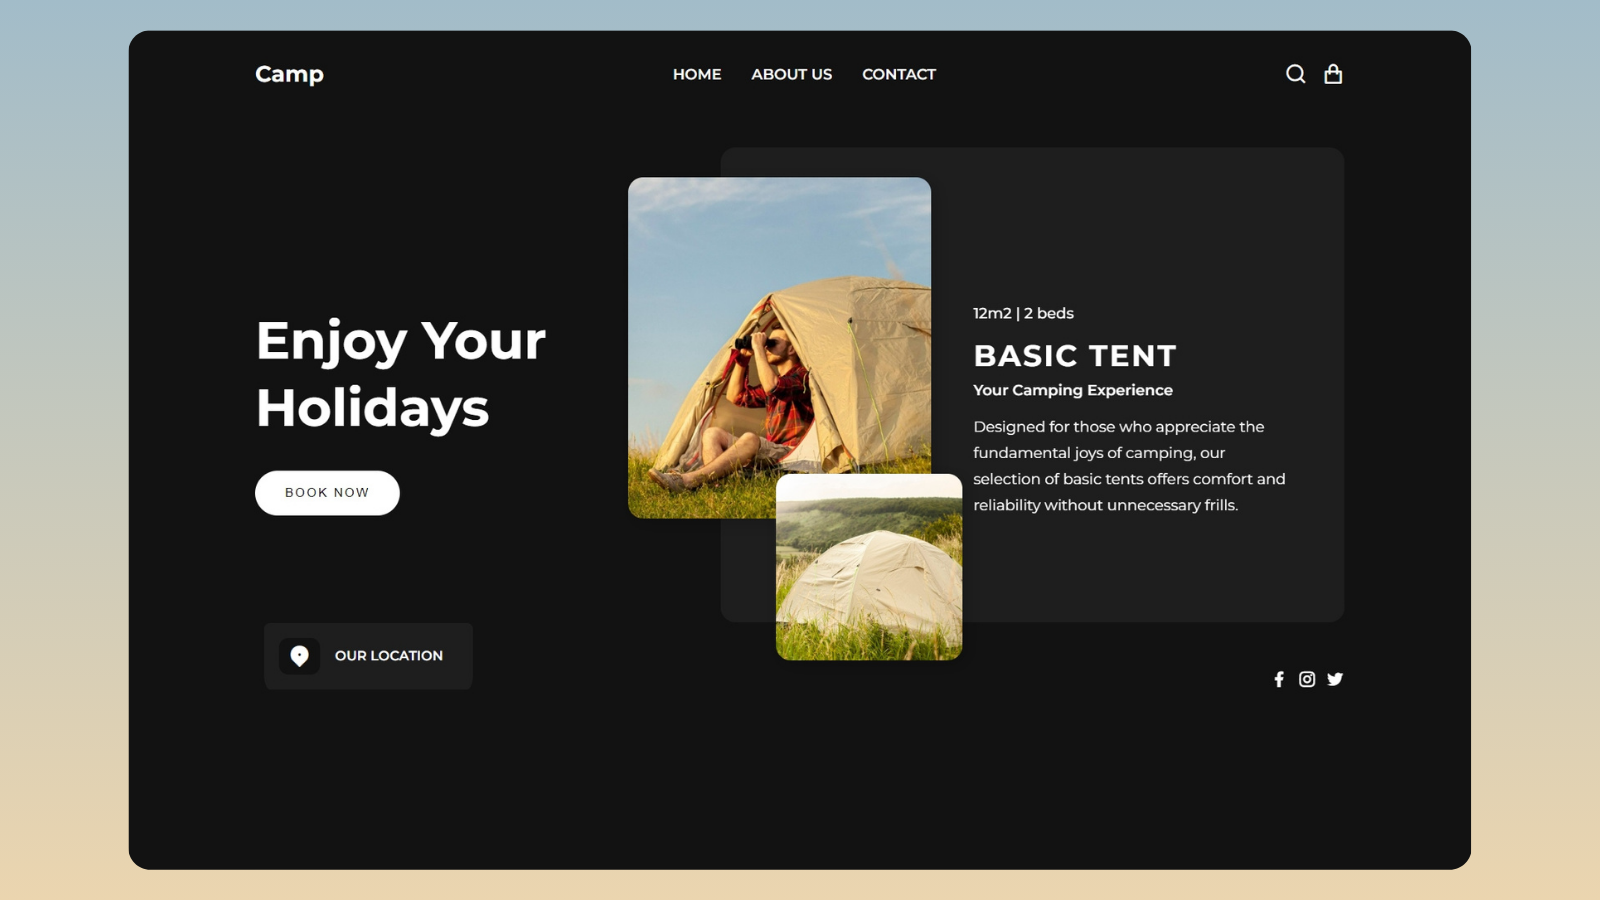 Camp
HOME
ABOUT US
CONTACT
Enjoy Your
Holidays
BOOK NOW
12m2 | 2 beds
BASIC TENT
Your Camping Experience
Designed for those who appreciate the
fundamental joys of camping, our
selection of basic tents offers comfort and
reliability without unnecessary frills.
OUR LOCATION